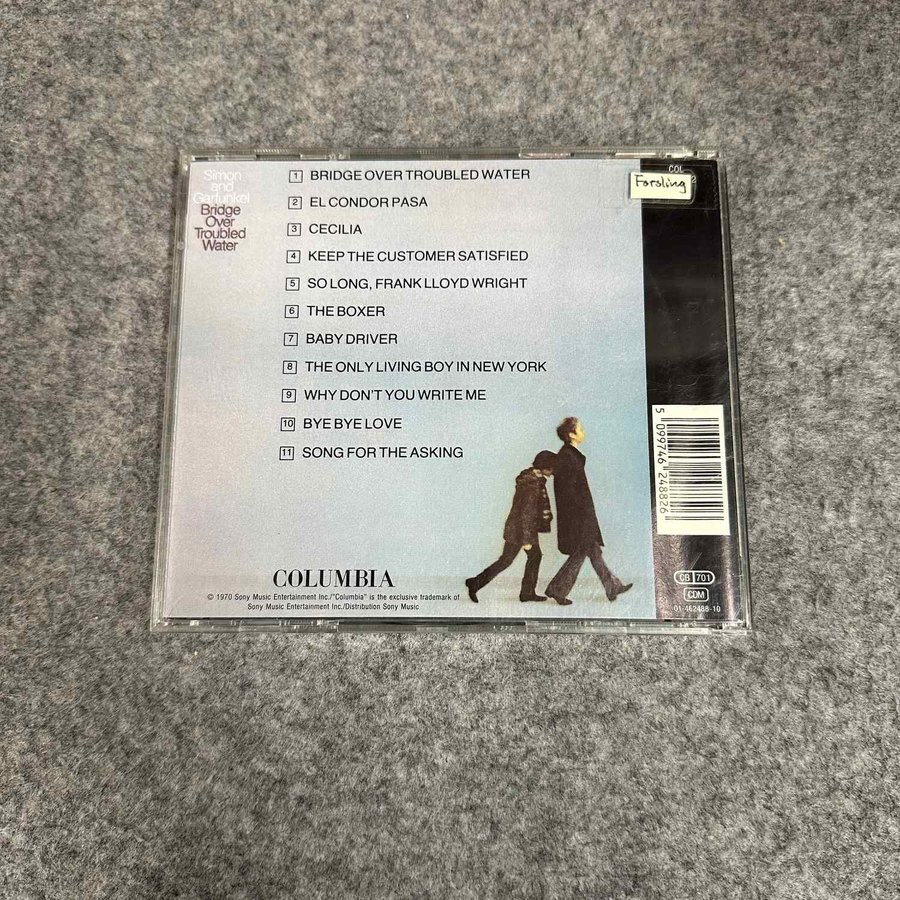 Simon
and
Garfunkel
Bridge
Over
Troubled
Water
1 BRIDGE OVER TROUBLED WATER
2 EL CONDOR PASA
3 CECILIA
4 KEEP THE CUSTOMER SATISFIED
5 SO LONG, FRANK LLOYD WRIGHT
6 THE BOXER
7 BABY DRIVER
8 THE ONLY LIVING BOY IN NEW YORK
9 WHY DON'T YOU WRITE ME
10 BYE BYE LOVE
11 SONG FOR THE ASKING
COLUMBIA
© 1970 Sony Music Entertainment Inc./"Columbia" is the exclusive trademark of
Sony Music Entertainment Inc./Distribution Sony Music
COL
2
Forsling
5 099746 248826
CB 701
CDM
01-462488-10